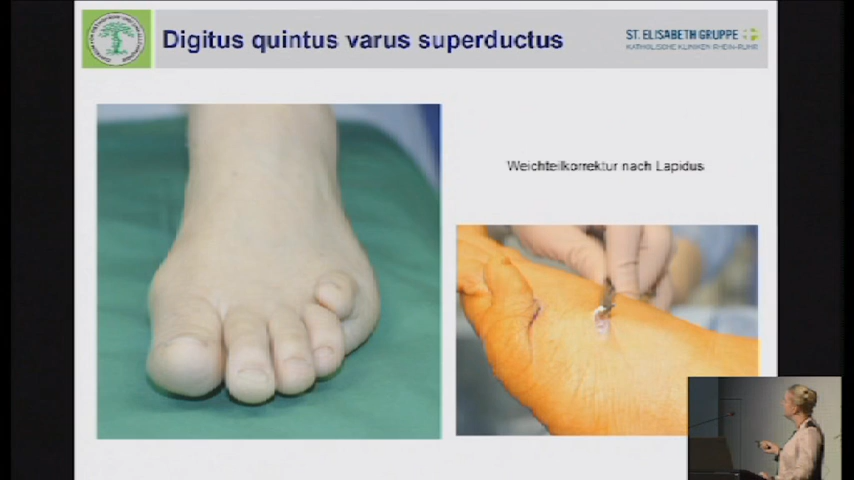 Digitus quintus varus superductus
ST. ELISABETH GRUPPE
KATHOLISCHE KLINIKEN RHEIN-RUHR
Weichteilkorrektur nach Lapidus